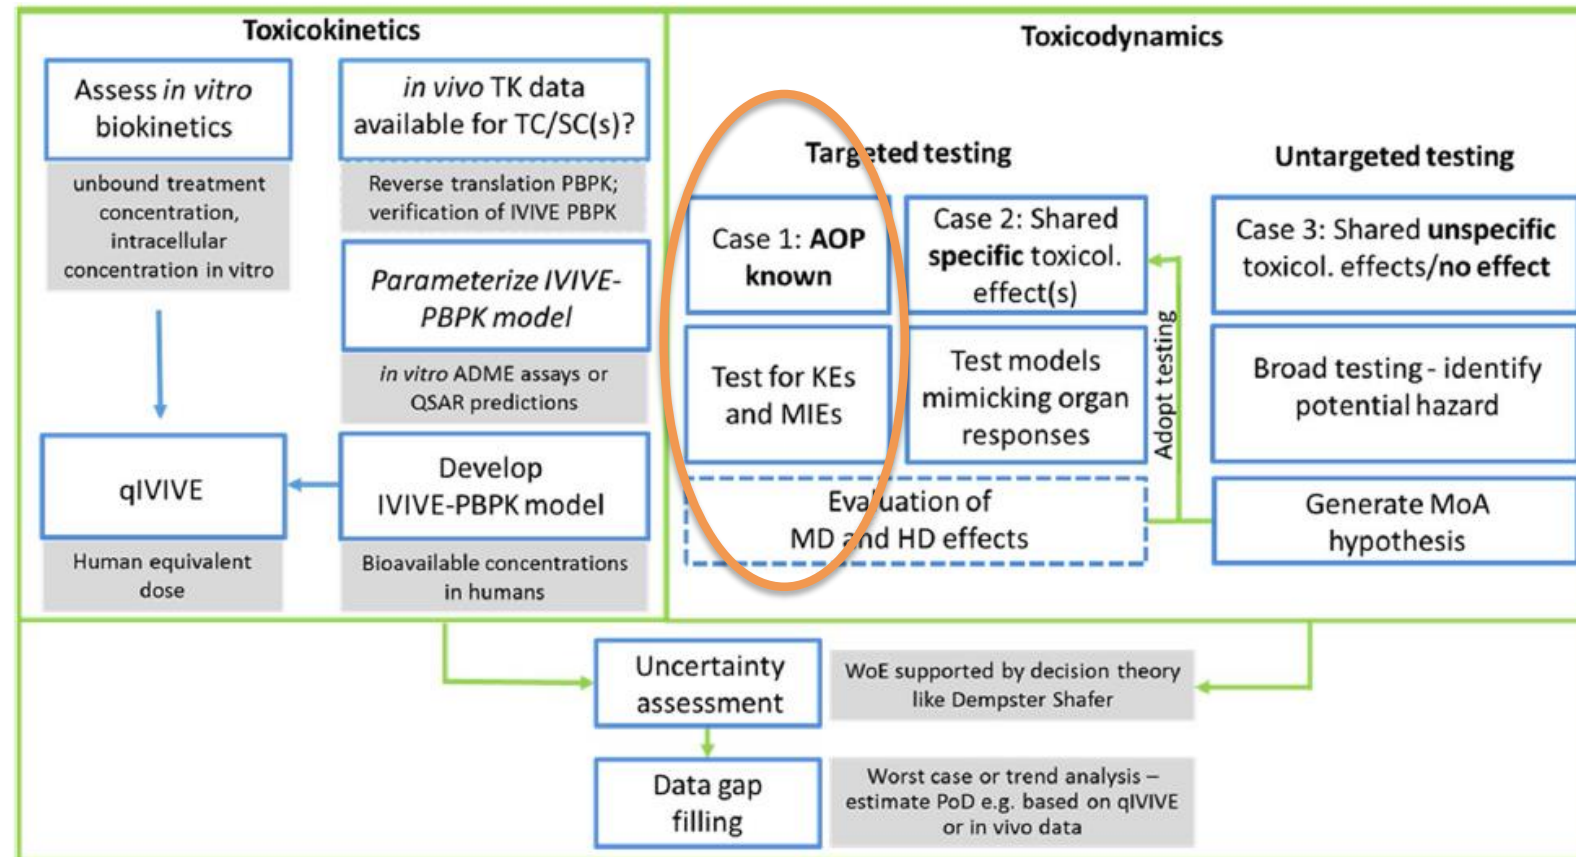 Toxicokinetics
Assess in vitro
biokinetics
unbound treatment
concentration,
intracellular
concentration in vitro
qIVIVE
Human equivalent
dose
in vivo TK data
available for TC/SC(s)?
Reverse translation PBPK;
verification of IVIVE PBPK
Parameterize IVIVE-
PBPK model
in vitro ADME assays or
QSAR predictions
Develop
IVIVE-PBPK model
Bioavailable concentrations
in humans
Toxicodynamics
Targeted testing
Case 1: AOP
known
Test for KEs
and MIEs
Case 2: Shared
specific toxicol.
effect(s)
Test models
mimicking organ
responses
Evaluation of
MD and HD effects
Adopt testing
Untargeted testing
Case 3: Shared unspecific
toxicol. effects/no effect
Broad testing - identify
potential hazard
Generate MoA
hypothesis
Uncertainty
assessment
WoE supported by decision theory
like Dempster Shafer
Data gap
filling
Worst case or trend analysis –
estimate PoD e.g. based on qIVIVE
or in vivo data